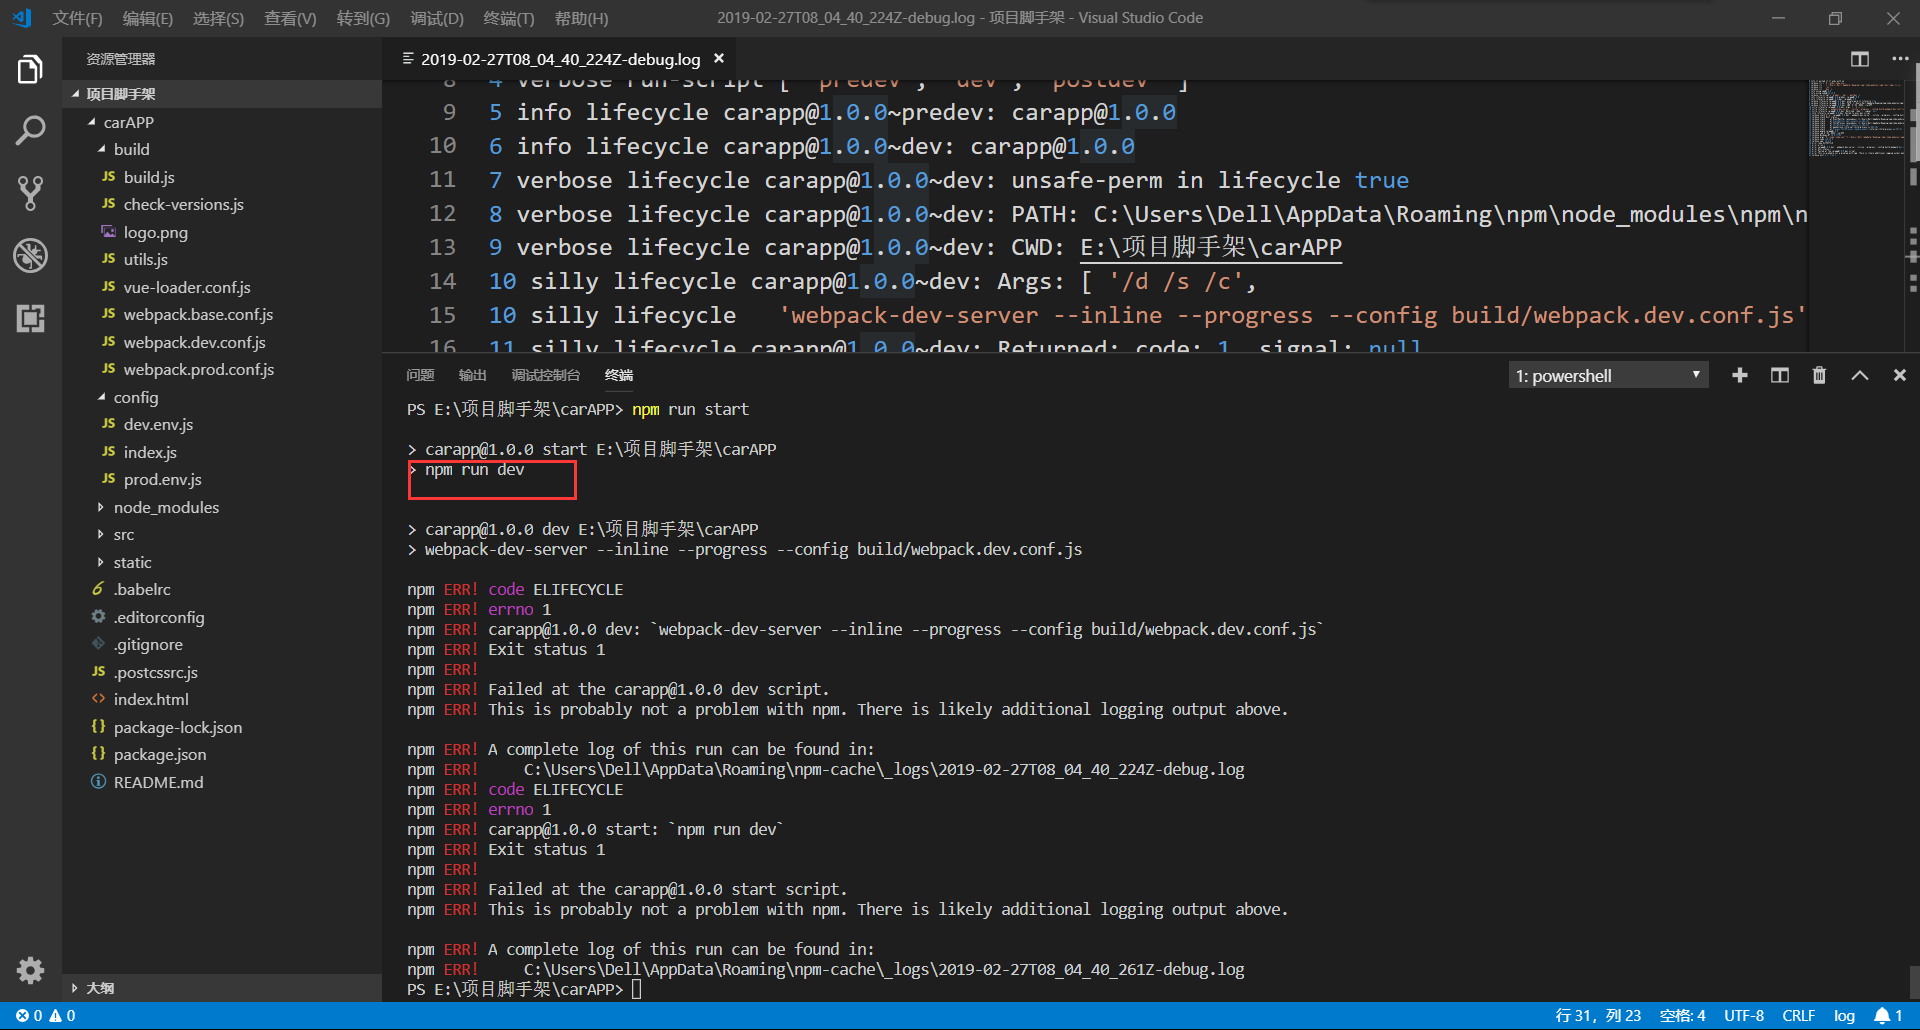 文件(F) 编辑(E) 选择(S) 查看(V) 转到(G) 调试(D) 终端(T) 帮助(H) 2019-02-27T08_04_40_224Z-debug.log - 项目脚手架 - Visual Studio Code
资源管理器
项目脚手架
carAPP
build
JS build.js
JS check-versions.js
logo.png
JS utils.js
JS vue-loader.conf.js
JS webpack.base.conf.js
JS webpack.dev.conf.js
JS webpack.prod.conf.js
config
JS dev.env.js
JS index.js
JS prod.env.js
node_modules
src
static
.babelrc
.editorconfig
.gitignore
JS .postcssrc.js
<> index.html
{} package-lock.json
{} package.json
README.md
大纲
2019-02-27T08_04_40_224Z-debug.log ×
8 4 verbose run-script [ 'predev', 'dev', 'postdev' ]
9 5 info lifecycle carapp@1.0.0~predev: carapp@1.0.0
10 6 info lifecycle carapp@1.0.0~dev: carapp@1.0.0
11 7 verbose lifecycle carapp@1.0.0~dev: unsafe-perm in lifecycle true
12 8 verbose lifecycle carapp@1.0.0~dev: PATH: C:\Users\Dell\AppData\Roaming\npm\node_modules\npm\n
13 9 verbose lifecycle carapp@1.0.0~dev: CWD: E:\项目脚手架\carAPP
14 10 silly lifecycle carapp@1.0.0~dev: Args: [ '/d /s /c',
15 10 silly lifecycle   'webpack-dev-server --inline --progress --config build/webpack.dev.conf.js'
16 11 silly lifecycle carapp@1.0.0~dev: Returned: code: 1  signal: null
问题 输出 调试控制台 终端 1: powershell
PS E:\项目脚手架\carAPP> npm run start
> carapp@1.0.0 start E:\项目脚手架\carAPP
> npm run dev
> carapp@1.0.0 dev E:\项目脚手架\carAPP
> webpack-dev-server --inline --progress --config build/webpack.dev.conf.js
npm ERR! code ELIFECYCLE
npm ERR! errno 1
npm ERR! carapp@1.0.0 dev: `webpack-dev-server --inline --progress --config build/webpack.dev.conf.js`
npm ERR! Exit status 1
npm ERR!
npm ERR! Failed at the carapp@1.0.0 dev script.
npm ERR! This is probably not a problem with npm. There is likely additional logging output above.
npm ERR! A complete log of this run can be found in:
npm ERR!     C:\Users\Dell\AppData\Roaming\npm-cache\_logs\2019-02-27T08_04_40_224Z-debug.log
npm ERR! code ELIFECYCLE
npm ERR! errno 1
npm ERR! carapp@1.0.0 start: `npm run dev`
npm ERR! Exit status 1
npm ERR!
npm ERR! Failed at the carapp@1.0.0 start script.
npm ERR! This is probably not a problem with npm. There is likely additional logging output above.
npm ERR! A complete log of this run can be found in:
npm ERR!     C:\Users\Dell\AppData\Roaming\npm-cache\_logs\2019-02-27T08_04_40_261Z-debug.log
PS E:\项目脚手架\carAPP>
0 0 行 31，列 23 空格: 4 UTF-8 CRLF log 1